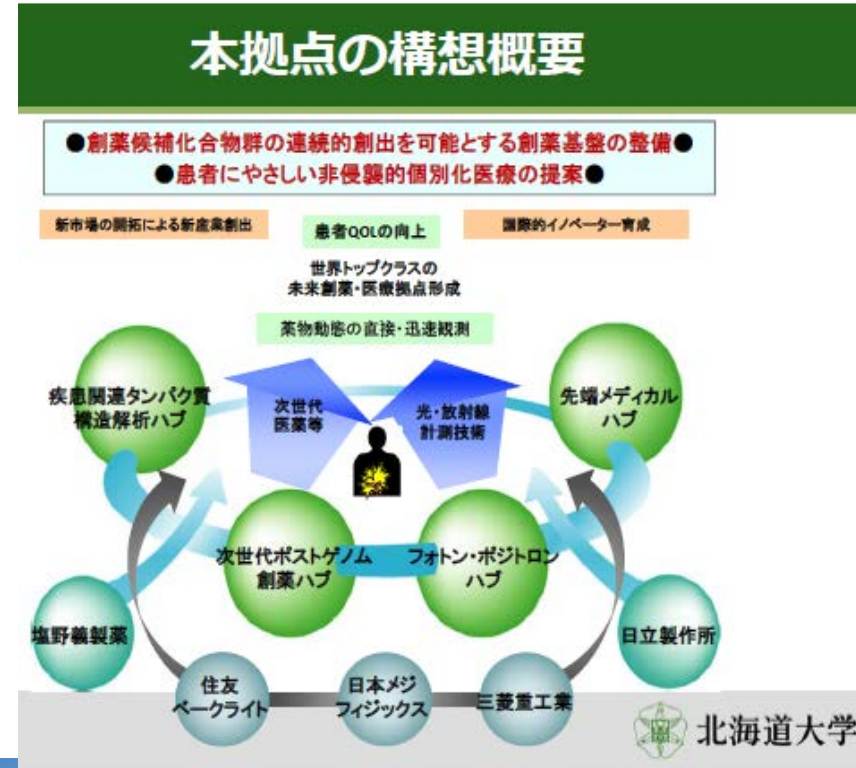 本拠点の構想概要
●創薬候補化合物群の連続的創出を可能とする創薬基盤の整備●
●患者にやさしい非侵襲的個別化医療の提案●
新市場の開拓による新産業創出
患者QOLの向上
国際的イノベーター育成
世界トップクラスの
未来創薬・医療拠点形成
薬物動態の直接・迅速観測
疾患関連タンパク質
構造解析ハブ
次世代
医薬等
光・放射線
計測技術
先端メディカル
ハブ
次世代ポストゲノム
創薬ハブ
フォトン・ポジトロン
ハブ
塩野義製薬
日立製作所
住友
ベークライト
日本メジ
フィジックス
三菱重工業
北海道大学